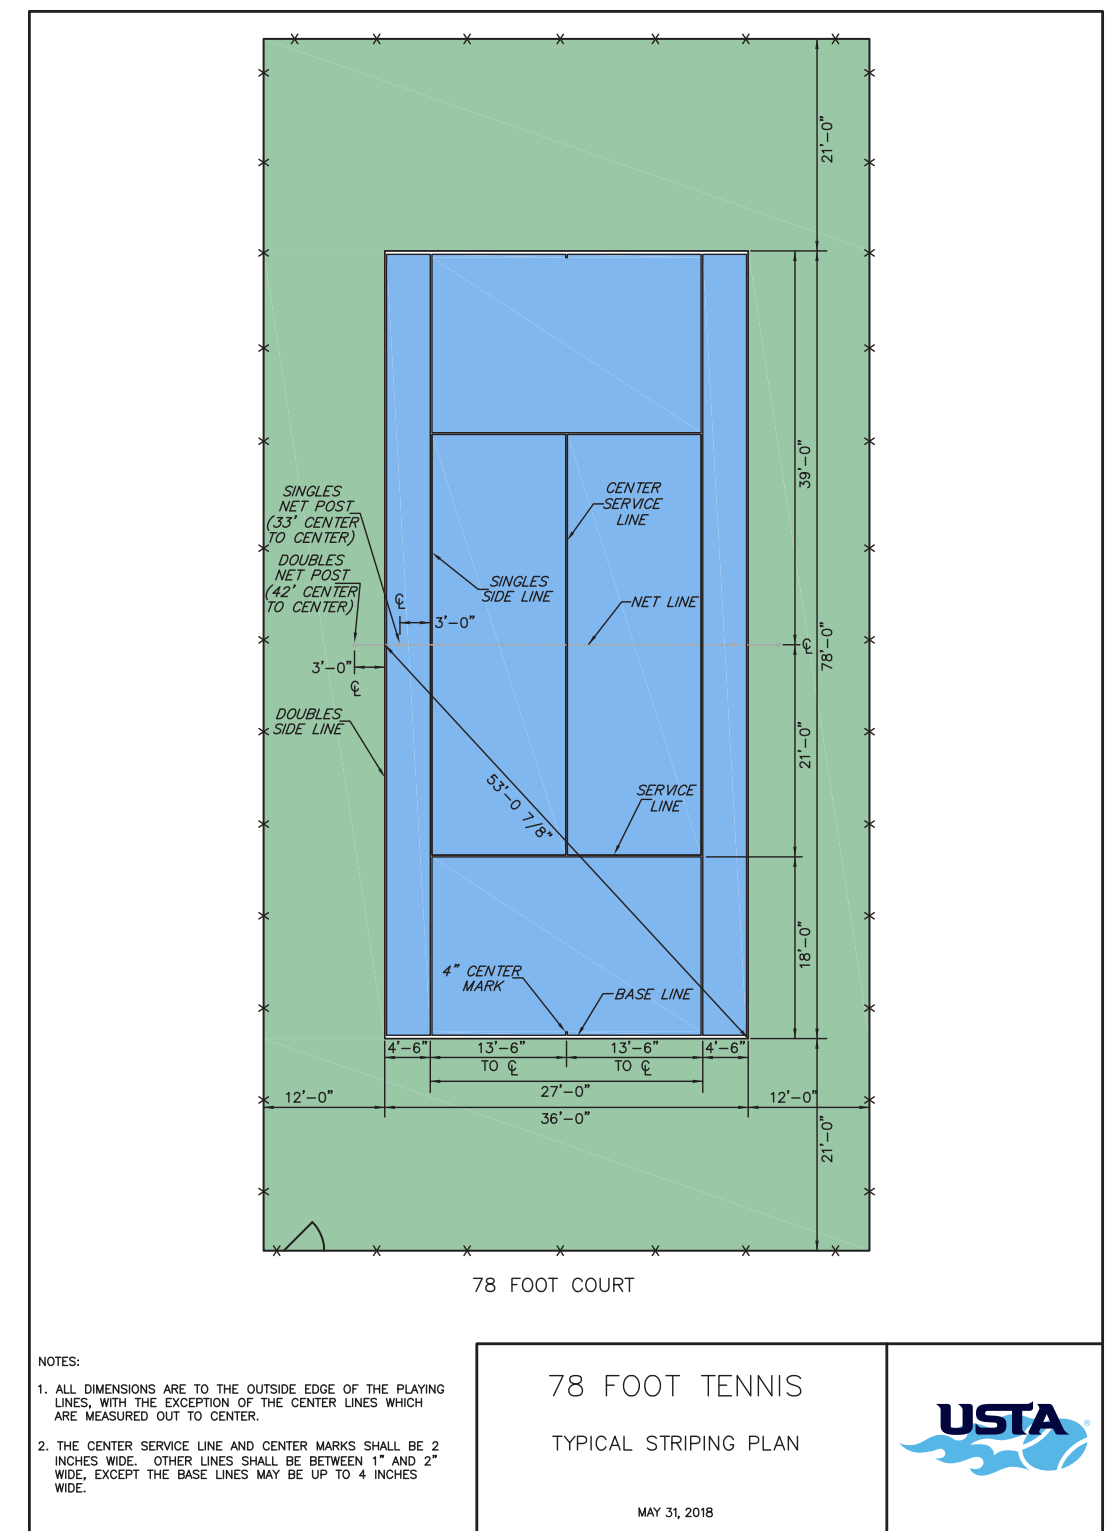 21'-0"
39'-0"
78'-0"
SINGLES
NET POST
(33' CENTER
TO CENTER)
DOUBLES
NET POST
(42' CENTER
TO CENTER)
CENTER
SERVICE
LINE
SINGLES
SIDE LINE
NET LINE
℄
3'-0"
℄
3'-0"
℄
DOUBLES
SIDE LINE
21'-0"
53'-0 7/8"
SERVICE
LINE
18'-0"
4" CENTER
MARK
BASE LINE
4'-6"
13'-6"
TO ℄
13'-6"
TO ℄
4'-6"
27'-0"
12'-0"
36'-0"
12'-0"
21'-0"
78 FOOT COURT
NOTES:
1. ALL DIMENSIONS ARE TO THE OUTSIDE EDGE OF THE PLAYING
LINES, WITH THE EXCEPTION OF THE CENTER LINES WHICH
ARE MEASURED OUT TO CENTER.
2. THE CENTER SERVICE LINE AND CENTER MARKS SHALL BE 2
INCHES WIDE. OTHER LINES SHALL BE BETWEEN 1" AND 2"
WIDE, EXCEPT THE BASE LINES MAY BE UP TO 4 INCHES
WIDE.
78 FOOT TENNIS
TYPICAL STRIPING PLAN
MAY 31, 2018
USTA®